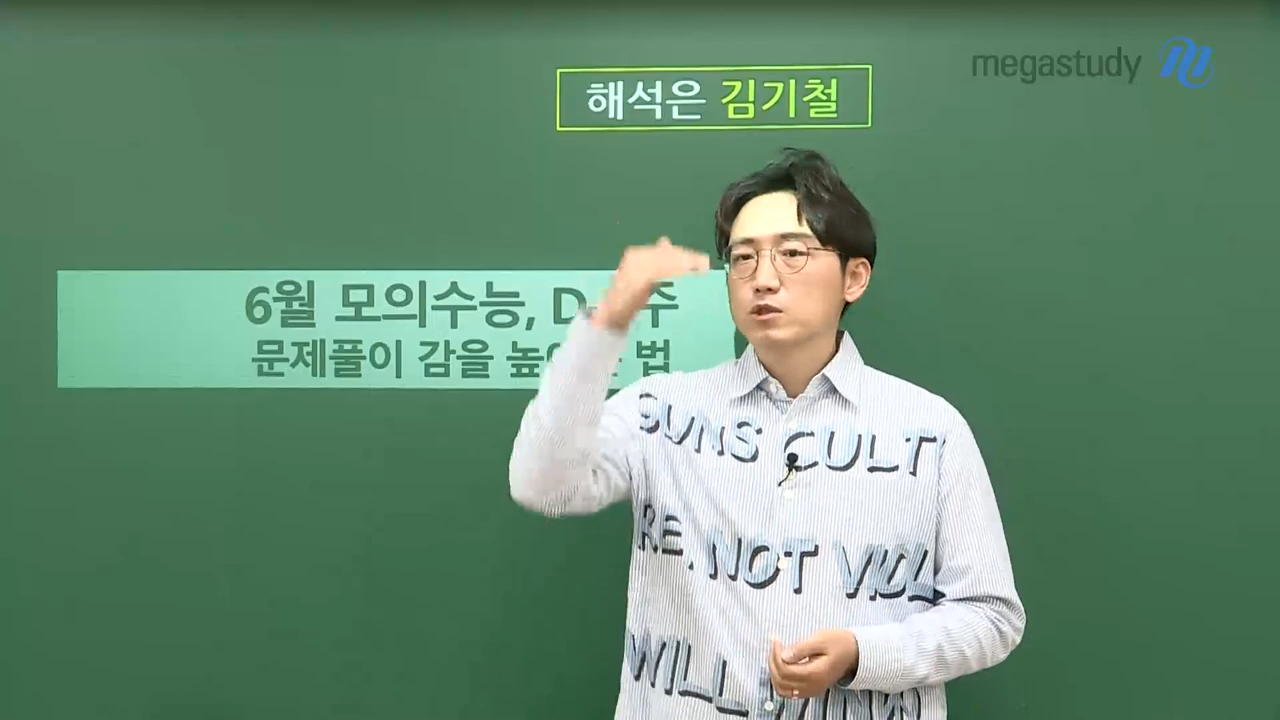 megastudy
해석은 김기철
6월 모의수능, D-주
문제풀이 감을 높 법
GUNS CULT
RE, NOT VIOL
WILL